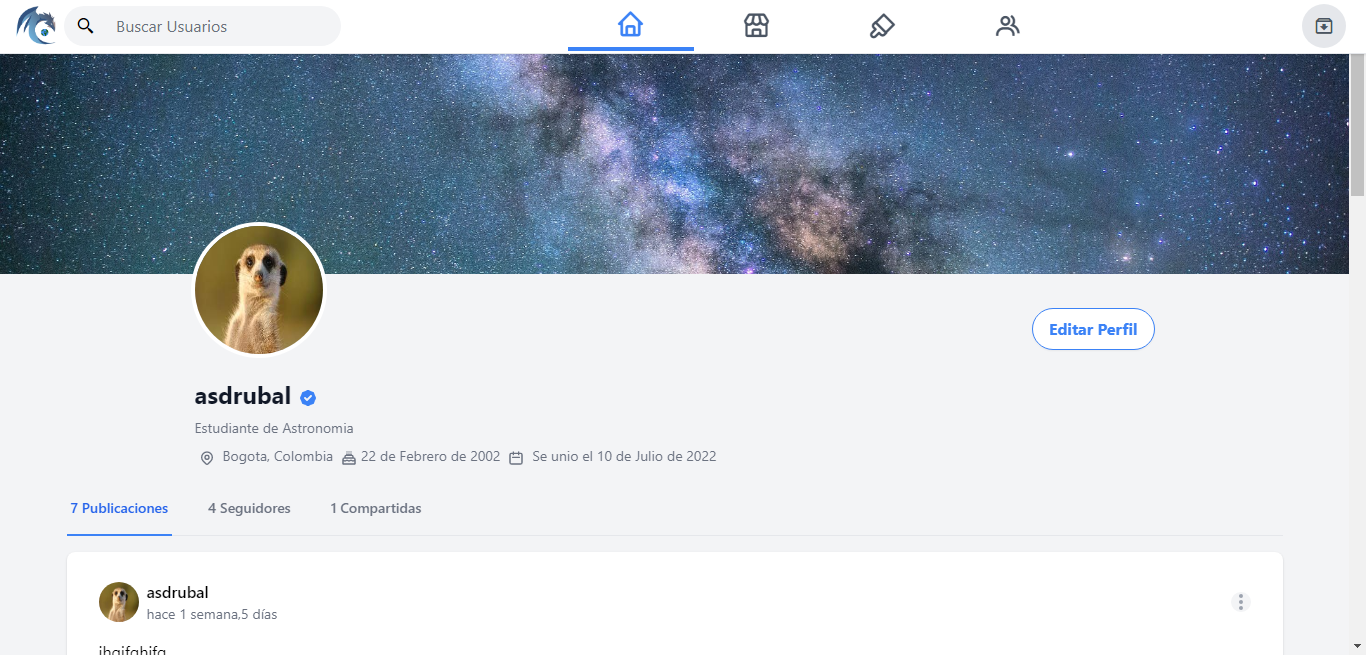 Buscar Usuarios
Editar Perfil
asdrubal
Estudiante de Astronomia
Bogota, Colombia 22 de Febrero de 2002 Se unio el 10 de Julio de 2022
7 Publicaciones 4 Seguidores 1 Compartidas
asdrubal
hace 1 semana,5 días